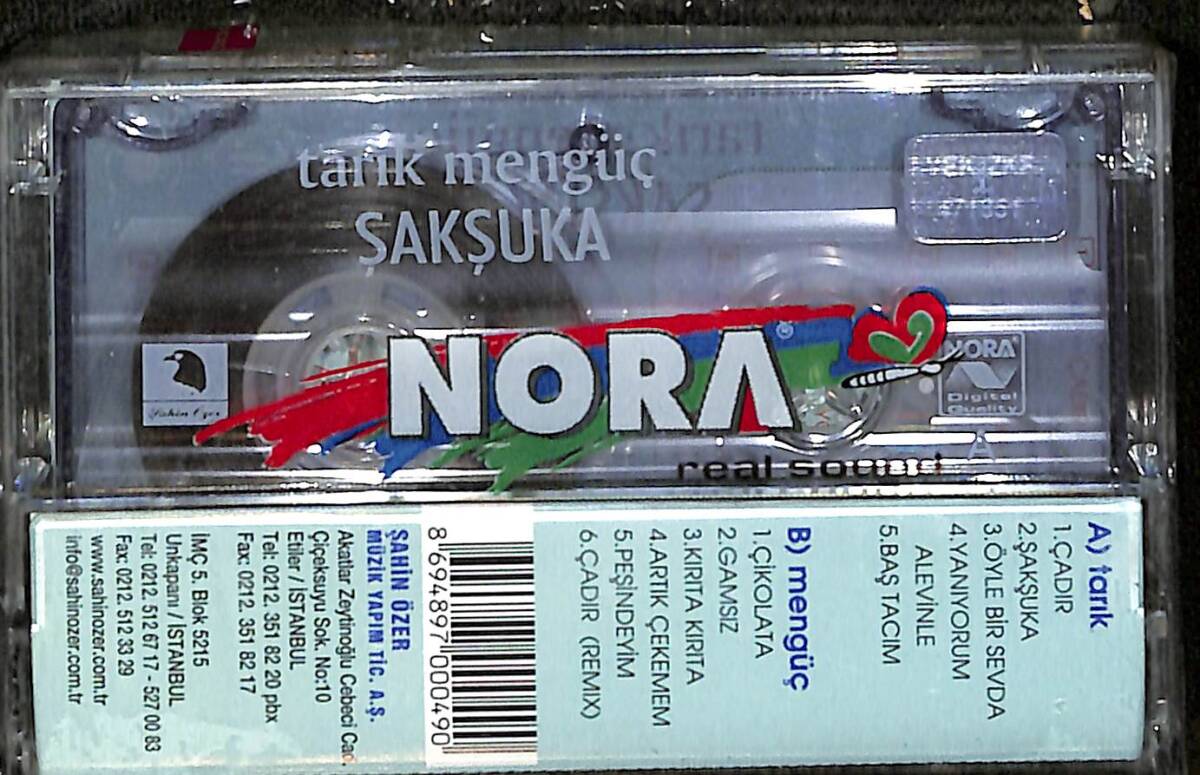 tarık mengüç
ŞAKŞUKA
NORA®
real sound
Şahin Özer
NORA
Digital
Quality
A
A) tarık
1.ÇADIR
2.ŞAKŞUKA
3.ÖYLE BİR SEVDA
4.YANIYORUM
ALEVİNLE
5.BAŞ TACIM
B) mengüç
1.ÇİKOLATA
2.GAMSIZ
3.KIRITA KIRITA
4.ARTIK ÇEKEMEM
5.PEŞİNDEYİM
6.ÇADIR (REMIX)
8 694897 000490
ŞAHİN ÖZER
MÜZİK YAPIM TİC. A.Ş.
Akatlar Zeytinoğlu Cebeci Cad.
Çiçeksuyu Sok. No:10
Etiler / İSTANBUL
Tel: 0212. 351 82 20 pbx
Fax: 0212. 351 82 17
İMÇ 5. Blok 5215
Unkapanı / İSTANBUL
Tel: 0212. 512 67 17 - 527 00 83
Fax: 0212. 512 33 29
www.sahinozer.com.tr
info@sahinozer.com.tr